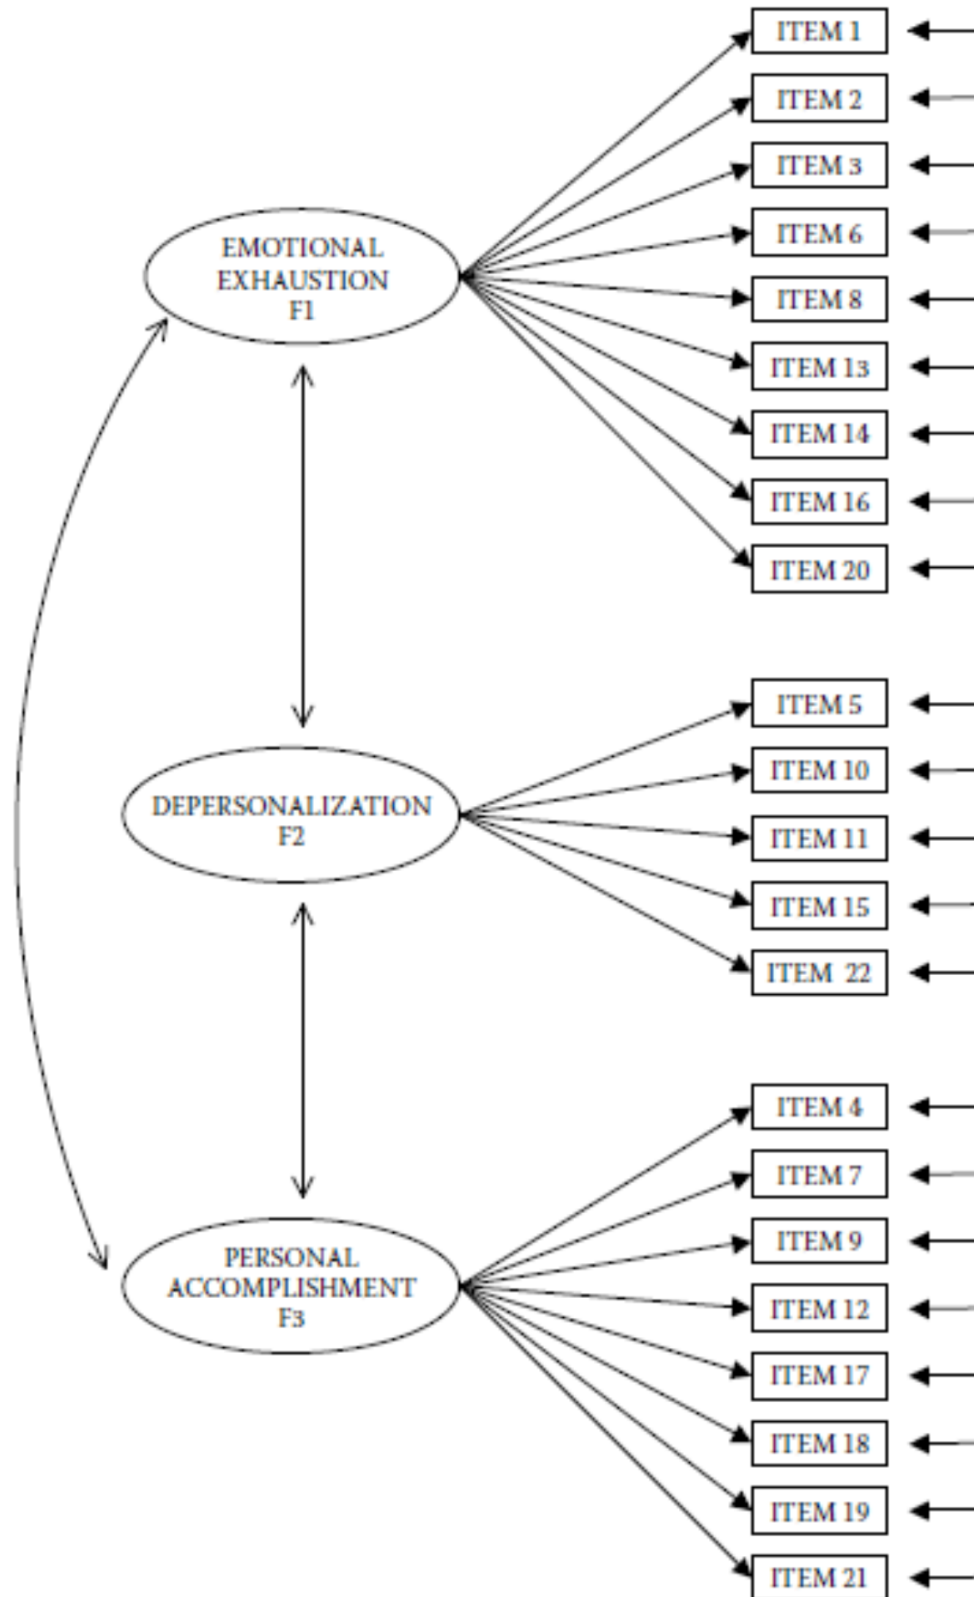 EMOTIONAL
EXHAUSTION
F1
ITEM 1
ITEM 2
ITEM 3
ITEM 6
ITEM 8
ITEM 13
ITEM 14
ITEM 16
ITEM 20
DEPERSONALIZATION
F2
ITEM 5
ITEM 10
ITEM 11
ITEM 15
ITEM 22
PERSONAL
ACCOMPLISHMENT
F3
ITEM 4
ITEM 7
ITEM 9
ITEM 12
ITEM 17
ITEM 18
ITEM 19
ITEM 21